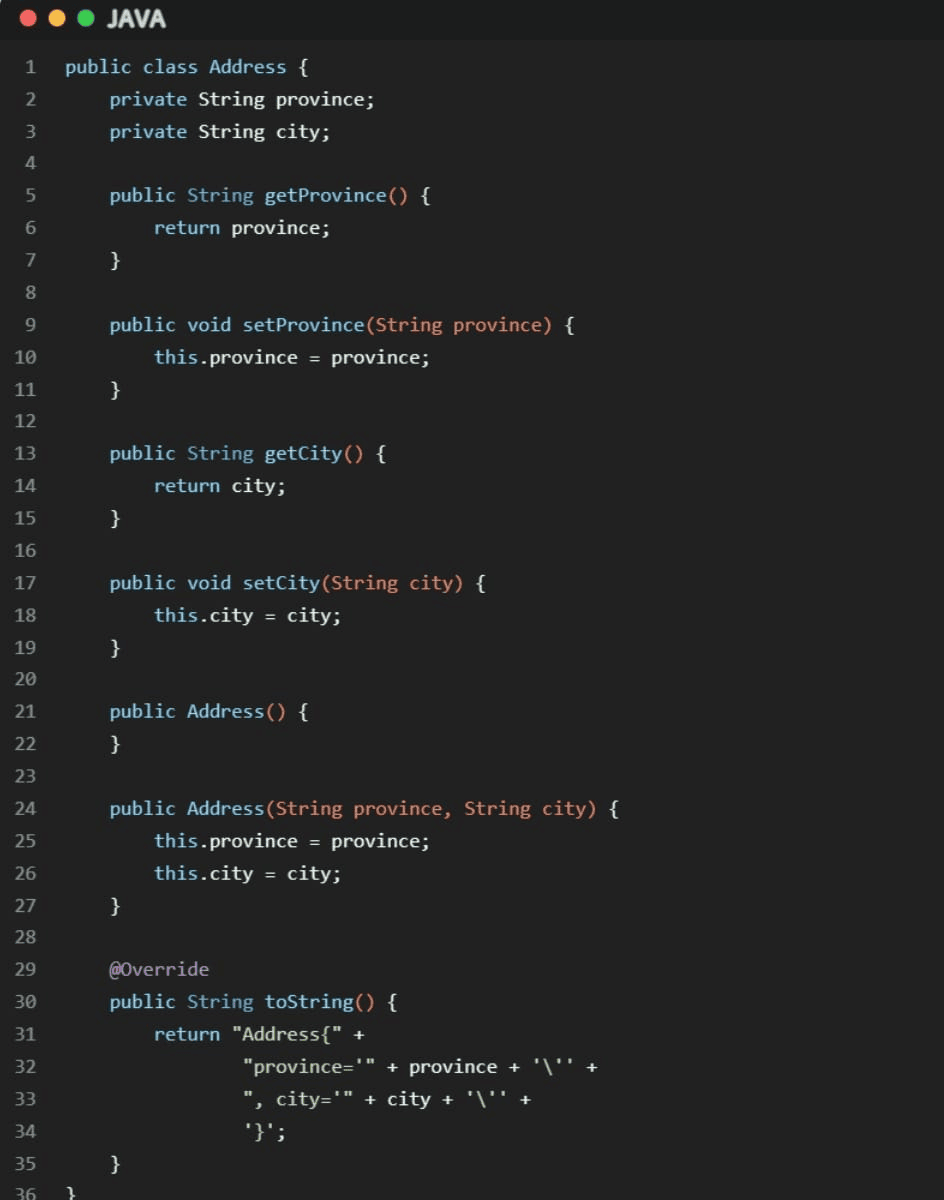 JAVA
1 public class Address {
2     private String province;
3     private String city;
4
5     public String getProvince() {
6         return province;
7     }
8
9     public void setProvince(String province) {
10         this.province = province;
11     }
12
13     public String getCity() {
14         return city;
15     }
16
17     public void setCity(String city) {
18         this.city = city;
19     }
20
21     public Address() {
22     }
23
24     public Address(String province, String city) {
25         this.province = province;
26         this.city = city;
27     }
28
29     @Override
30     public String toString() {
31         return "Address{" +
32                 "province='" + province + '\'' +
33                 ", city='" + city + '\'' +
34                 '}';
35     }
36 }